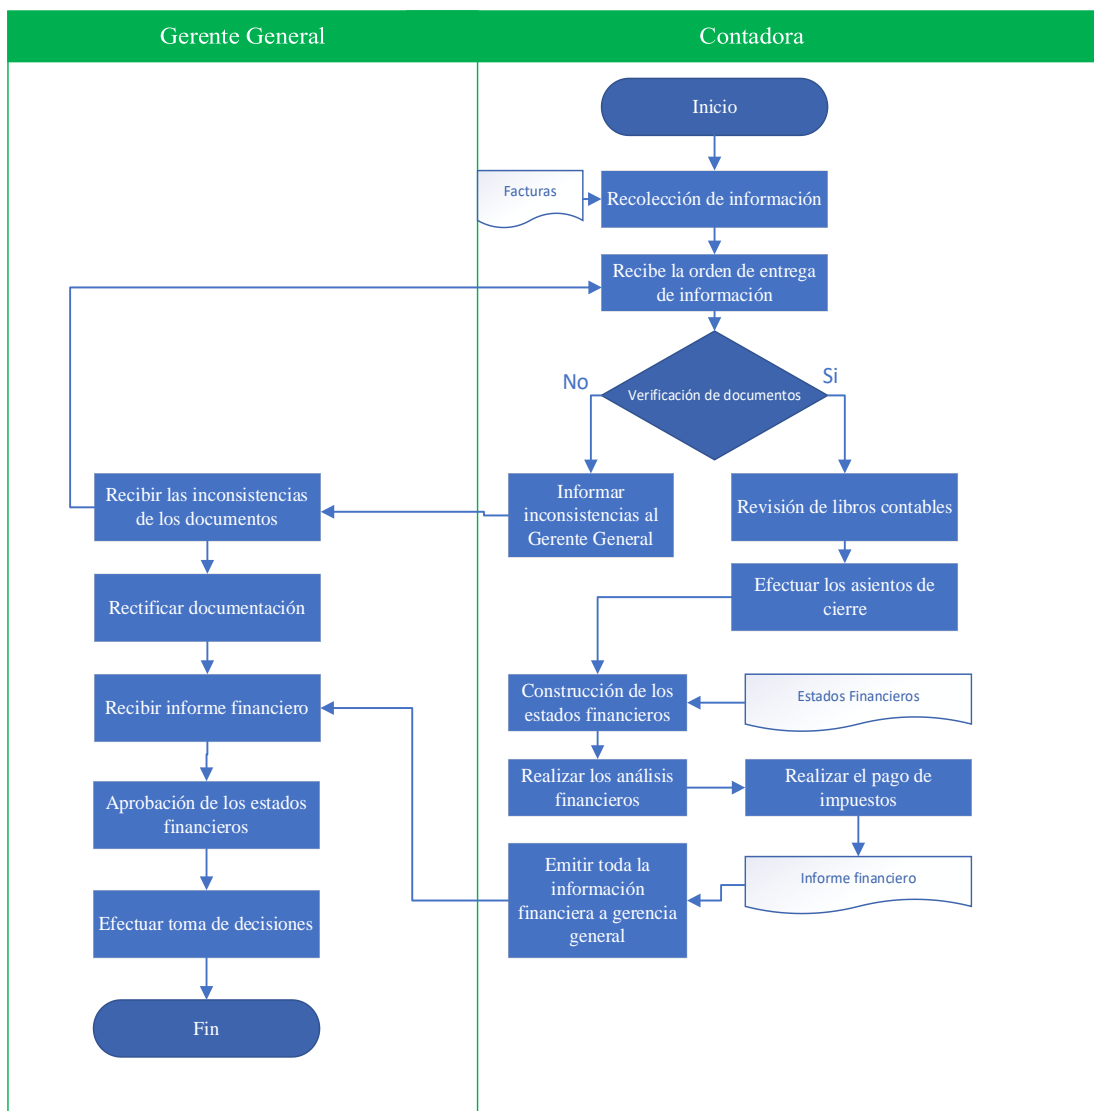 Gerente General
Contadora
Inicio
Facturas
Recolección de información
Recibe la orden de entrega
de información
No
Si
Verificación de documentos
Recibir las inconsistencias
de los documentos
Informar
inconsistencias al
Gerente General
Revisión de libros contables
Rectificar documentación
Efectuar los asientos de
cierre
Recibir informe financiero
Construcción de los
estados financieros
Estados Financieros
Aprobación de los estados
financieros
Realizar los análisis
financieros
Realizar el pago de
impuestos
Efectuar toma de decisiones
Emitir toda la
información
financiera a gerencia
general
Informe financiero
Fin